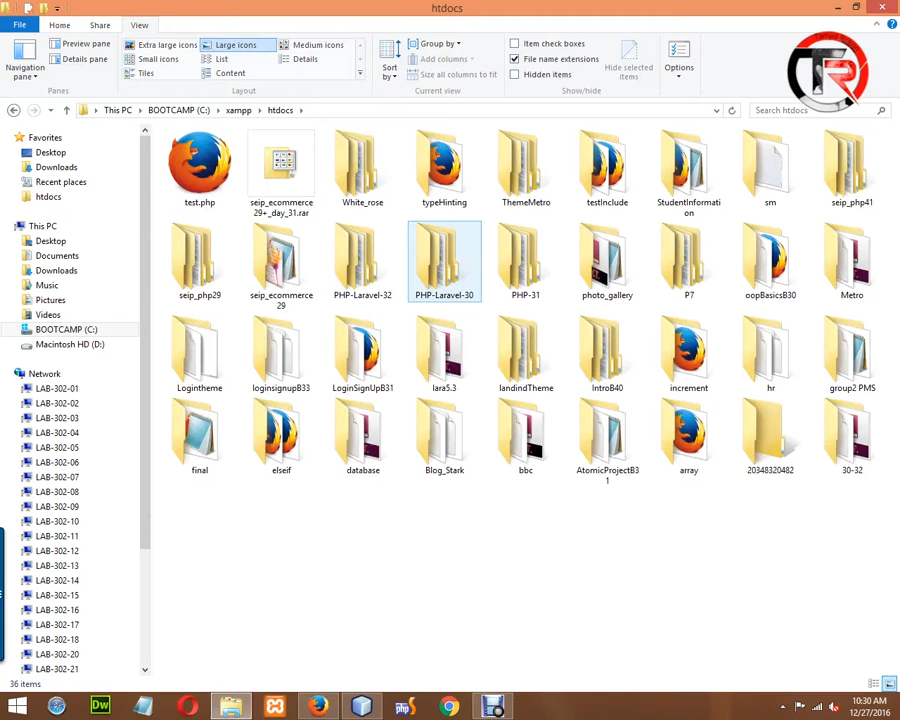 htdocs
File Home Share View
Navigation pane
Preview pane
Details pane
Panes
Extra large icons Large icons Medium icons
Small icons List Details
Tiles Content
Layout
Sort by
Group by
Add columns
Size all columns to fit
Current view
Item check boxes
File name extensions
Hidden items
Hide selected items
Show/hide
Options
TR
This PC BOOTCAMP (C:) xampp htdocs
Search htdocs
Favorites
Desktop
Downloads
Recent places
htdocs
This PC
Desktop
Documents
Downloads
Music
Pictures
Videos
BOOTCAMP (C:)
Macintosh HD (D:)
Network
LAB-302-01
LAB-302-02
LAB-302-03
LAB-302-04
LAB-302-05
LAB-302-06
LAB-302-07
LAB-302-08
LAB-302-09
LAB-302-10
LAB-302-11
LAB-302-12
LAB-302-13
LAB-302-14
LAB-302-15
LAB-302-16
LAB-302-17
LAB-302-18
LAB-302-20
LAB-302-21
test.php
seip_ecommerce
29+_day_31.rar
White_rose
typeHinting
ThemeMetro
testInclude
StudentInformati
on
sm
seip_php41
seip_php29
seip_ecommerce
29
PHP-Laravel-32
PHP-Laravel-30
PHP-31
photo_gallery
P7
oopBasicsB30
Metro
Logintheme
loginsignupB33
LoginSignUpB31
lara5.3
landindTheme
IntroB40
increment
hr
group2 PMS
final
elseif
database
Blog_Stark
bbc
AtomicProjectB3
1
array
20348320482
30-32
36 items
Dw
php
10:30 AM
12/27/2016